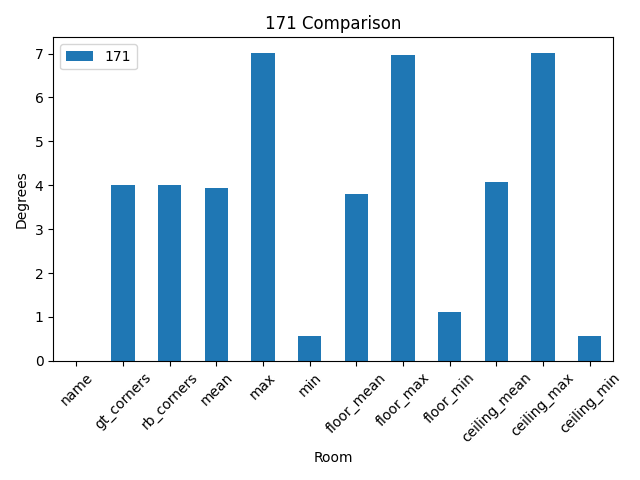 171 Comparison
171
7
6
5
4
3
2
1
0
Degrees
name
gt_corners
rb_corners
mean
max
min
floor_mean
floor_max
floor_min
ceiling_mean
ceiling_max
ceiling_min
Room